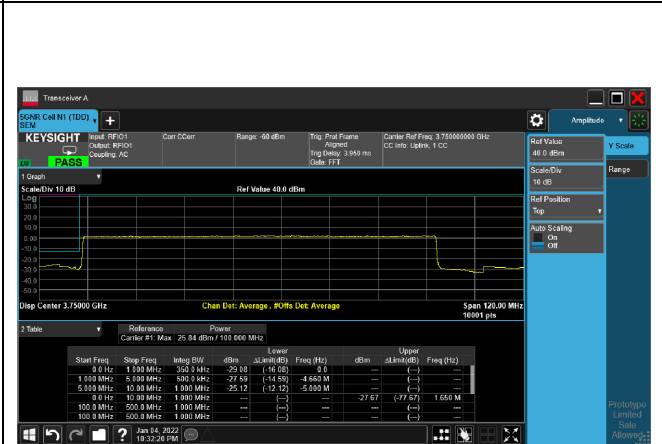 Transceiver A
5GNR Cell N1 (TDD)
SEM
Amplitude
KEYSIGHT
Input: RFIO1
Output: RFIO1
Coupling: AC
Corr CCorr
Range: -60 dBm
Trig: Prot Frame
Aligned
Trig Delay: 3.950 ms
Gate: FFT
Carrier Ref Freq: 3.750000000 GHz
CC Info: Uplink, 1 CC
PASS
Ref Value
40.0 dBm
Y Scale
Scale/Div
10 dB
Range
Ref Position
Top
Auto Scaling
On
Off
1 Graph
Scale/Div 10 dB
Ref Value 40.0 dBm
Log
30.0
20.0
10.0
0.00
-10.0
-20.0
-30.0
-40.0
-50.0
Disp Center 3.75000 GHz
Chan Det: Average , #Offs Det: Average
Span 120.00 MHz
10001 pts
2 Table
Reference Power
Carrier #1: Max 25.84 dBm / 100.000 MHz
Lower Upper
Start Freq Stop Freq Integ BW dBm ΔLimit(dB) Freq (Hz) dBm ΔLimit(dB) Freq (Hz)
0.0 Hz 1.000 MHz 350.0 kHz -29.08 (-16.08) 0.0 --- (---) ---
1.000 MHz 5.000 MHz 500.0 kHz -27.59 (-14.59) -4.660 M --- (---) ---
5.000 MHz 10.00 MHz 1.000 MHz -25.12 (-12.12) -5.000 M --- (---) ---
0.0 Hz 10.00 MHz 1.000 MHz --- (---) --- -27.67 (-77.67) 1.650 M
100.0 MHz 500.0 MHz 1.000 MHz --- (---) --- --- (---) ---
100.0 MHz 500.0 MHz 1.000 MHz --- (---) --- --- (---) ---
Prototype
Limited
Sale
Allowed
Jan 04, 2022
10:32:20 PM